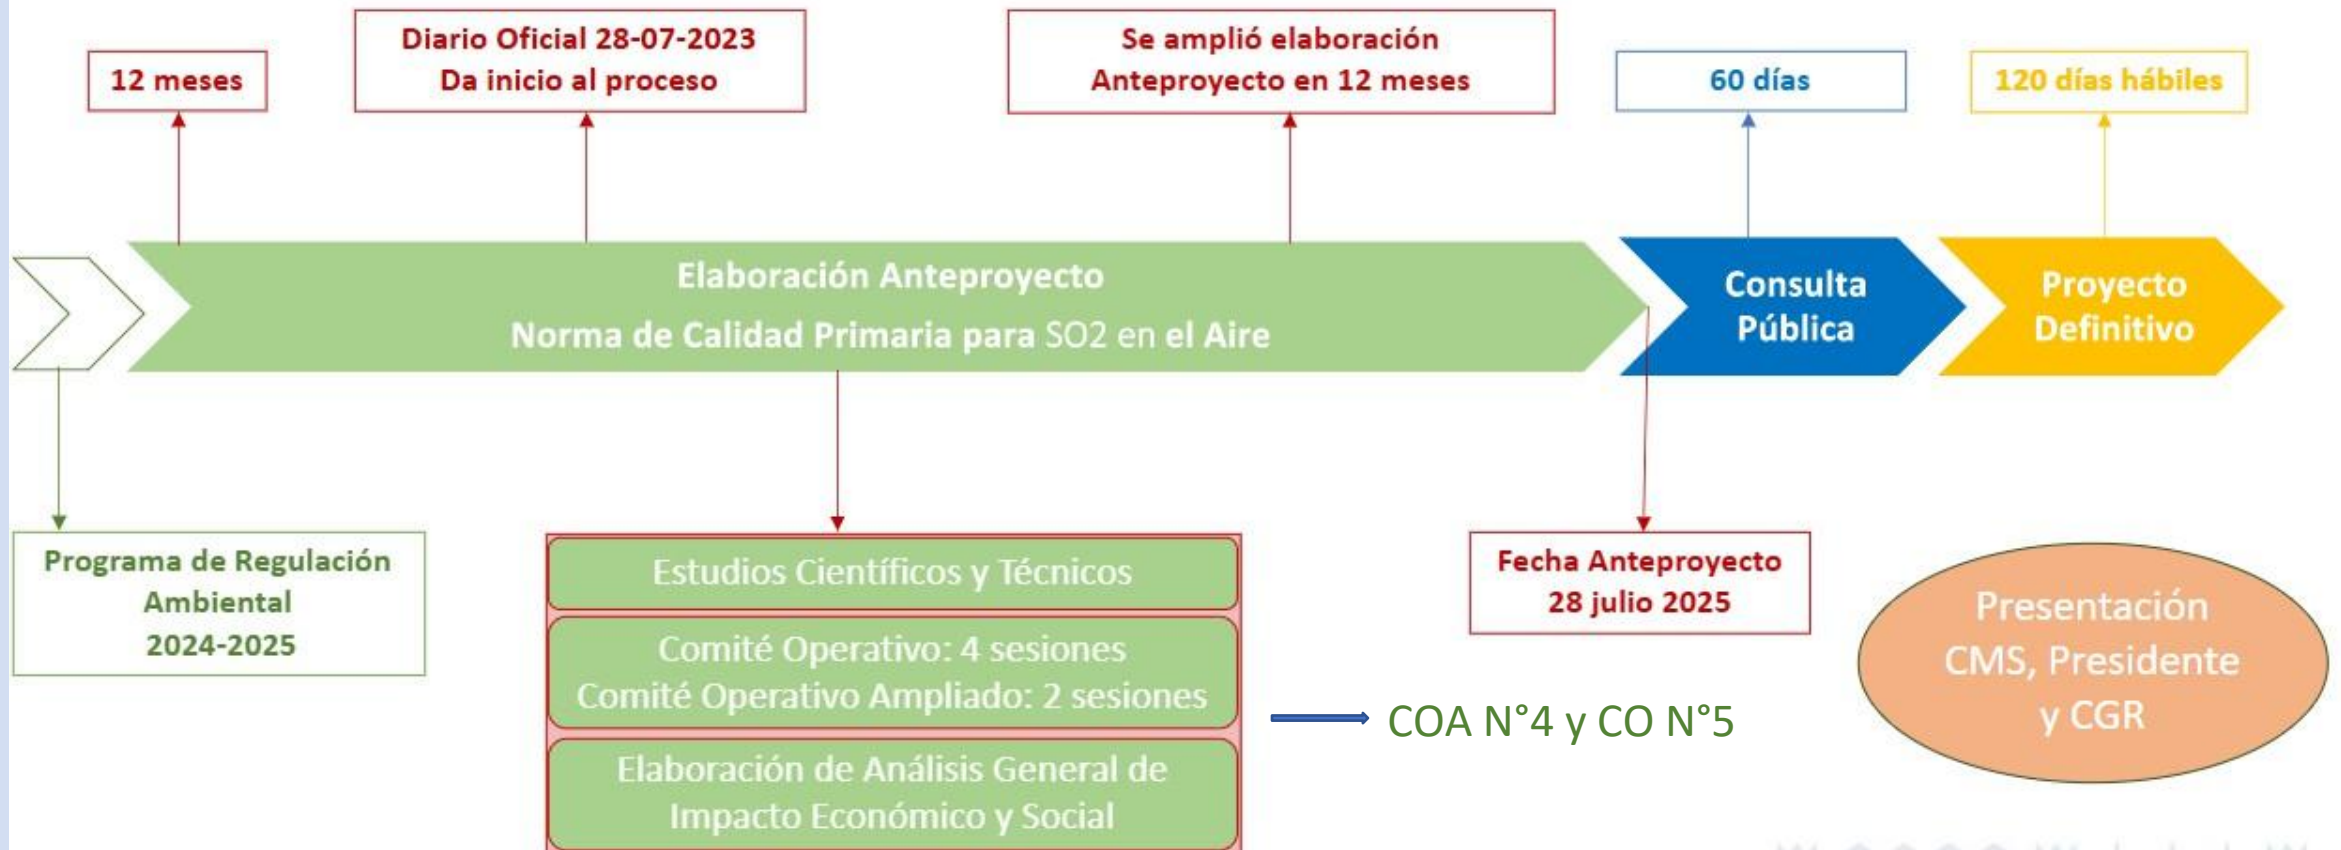 12 meses
Diario Oficial 28-07-2023
Da inicio al proceso
Se amplió elaboración
Anteproyecto en 12 meses
60 días
120 días hábiles
Elaboración Anteproyecto
Norma de Calidad Primaria para SO2 en el Aire
Consulta
Pública
Proyecto
Definitivo
Programa de Regulación
Ambiental
2024-2025
Estudios Científicos y Técnicos
Comité Operativo: 4 sesiones
Comité Operativo Ampliado: 2 sesiones
Elaboración de Análisis General de
Impacto Económico y Social
COA N°4 y CO N°5
Fecha Anteproyecto
28 julio 2025
Presentación
CMS, Presidente
y CGR